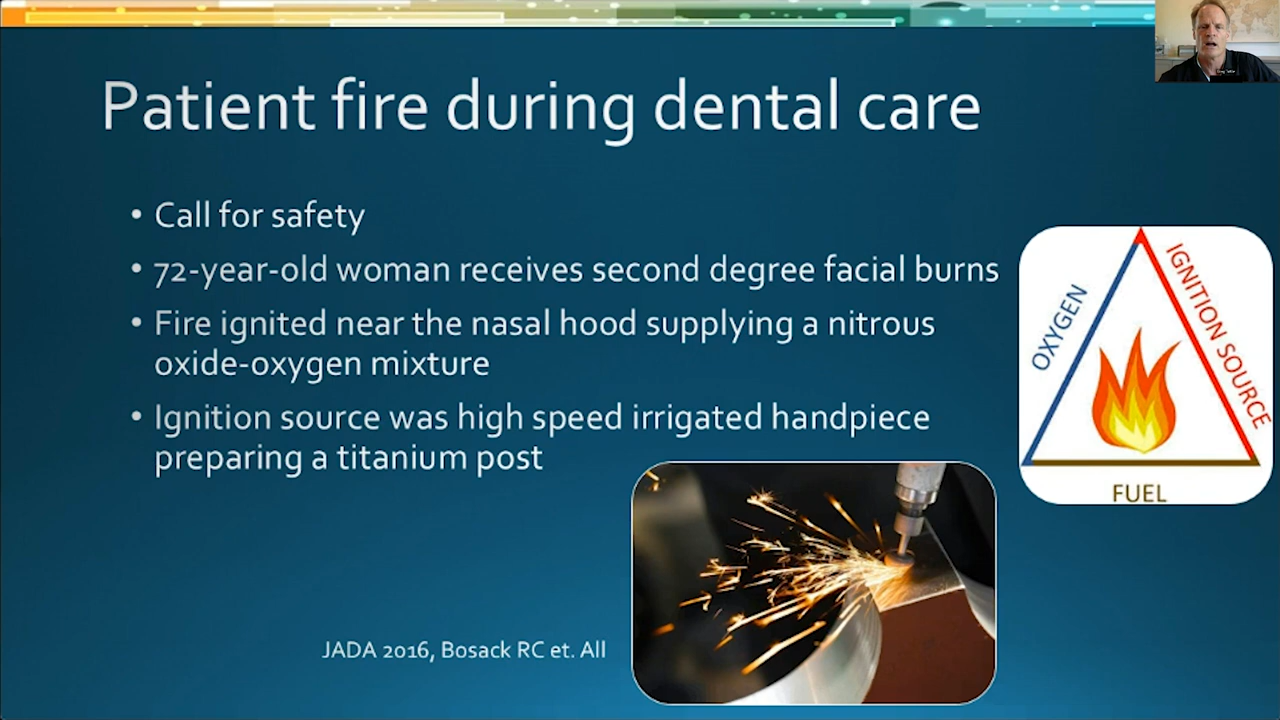 Patient fire during dental care
• Call for safety
• 72-year-old woman receives second degree facial burns
• Fire ignited near the nasal hood supplying a nitrous
oxide-oxygen mixture
• Ignition source was high speed irrigated handpiece
preparing a titanium post
OXYGEN
IGNITION SOURCE
FUEL
JADA 2016, Bosack RC et. All